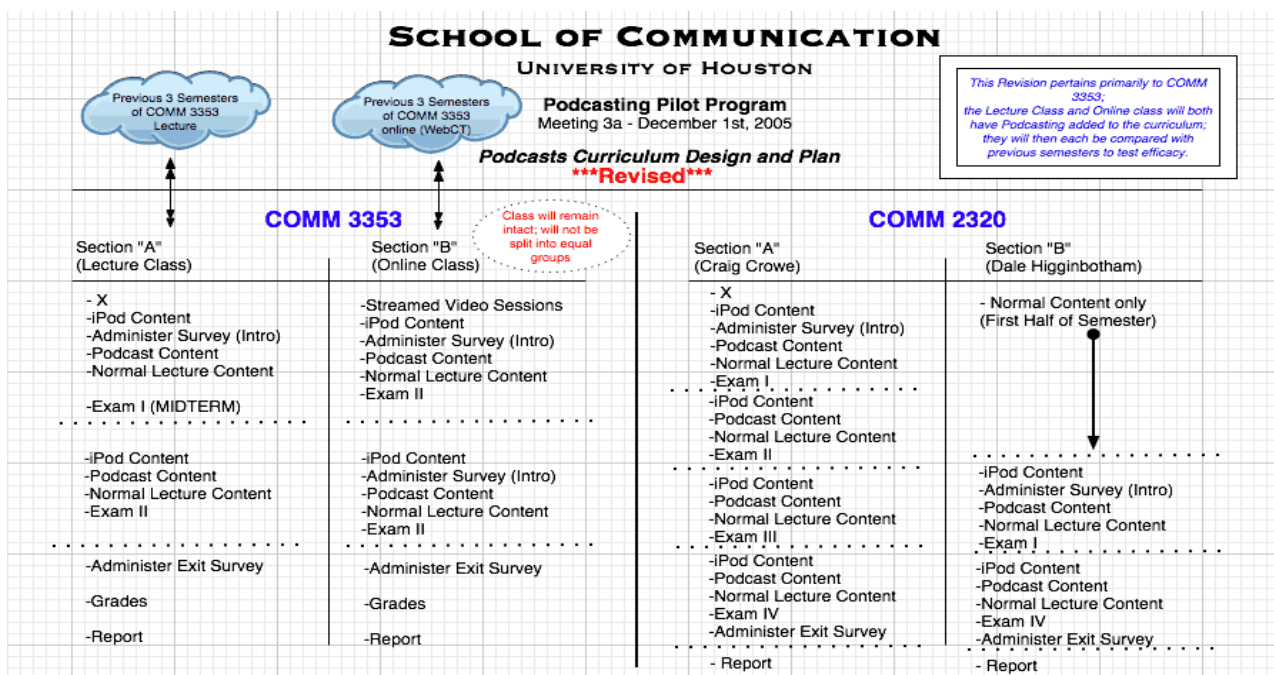 SCHOOL OF COMMUNICATION
UNIVERSITY OF HOUSTON
Podcasting Pilot Program
Meeting 3a - December 1st, 2005
Podcasts Curriculum Design and Plan
***Revised***
Previous 3 Semesters
of COMM 3353
Lecture
Previous 3 Semesters
of COMM 3353
online (WebCT)
This Revision pertains primarily to COMM
3353;
the Lecture Class and Online class will both
have Podcasting added to the curriculum;
they will then each be compared with
previous semesters to test efficacy.
COMM 3353
Class will remain
intact; will not be
split into equal
groups
Section "A"
(Lecture Class)
- X
-iPod Content
-Administer Survey (Intro)
-Podcast Content
-Normal Lecture Content
-Exam I (MIDTERM)
-iPod Content
-Podcast Content
-Normal Lecture Content
-Exam II
-Administer Exit Survey
-Grades
-Report
Section "B"
(Online Class)
-Streamed Video Sessions
-iPod Content
-Administer Survey (Intro)
-Podcast Content
-Normal Lecture Content
-Exam II
-iPod Content
-Administer Survey (Intro)
-Podcast Content
-Normal Lecture Content
-Exam II
-Administer Exit Survey
-Grades
-Report
COMM 2320
Section "A"
(Craig Crowe)
- X
-iPod Content
-Administer Survey (Intro)
-Podcast Content
-Normal Lecture Content
-Exam I
-iPod Content
-Podcast Content
-Normal Lecture Content
-Exam II
-iPod Content
-Podcast Content
-Normal Lecture Content
-Exam III
-iPod Content
-Podcast Content
-Normal Lecture Content
-Exam IV
-Administer Exit Survey
- Report
Section "B"
(Dale Higginbotham)
- Normal Content only
(First Half of Semester)
-iPod Content
-Administer Survey (Intro)
-Podcast Content
-Normal Lecture Content
-Exam I
-iPod Content
-Podcast Content
-Normal Lecture Content
-Exam IV
-Administer Exit Survey
- Report